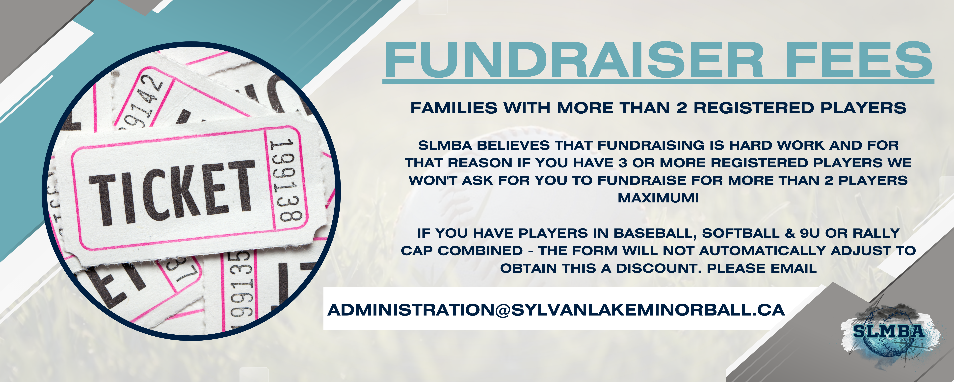 FUNDRAISER FEES
FAMILIES WITH MORE THAN 2 REGISTERED PLAYERS
SLMBA BELIEVES THAT FUNDRAISING IS HARD WORK AND FOR
THAT REASON IF YOU HAVE 3 OR MORE REGISTERED PLAYERS WE
WON'T ASK FOR YOU TO FUNDRAISE FOR MORE THAN 2 PLAYERS
MAXIMUM!
IF YOU HAVE PLAYERS IN BASEBALL, SOFTBALL & 9U OR RALLY
CAP COMBINED - THE FORM WILL NOT AUTOMATICALLY ADJUST TO
OBTAIN THIS A DISCOUNT. PLEASE EMAIL
ADMINISTRATION@SYLVANLAKEMINORBALL.CA
99142
TICKET
199138
99135
SLMBA